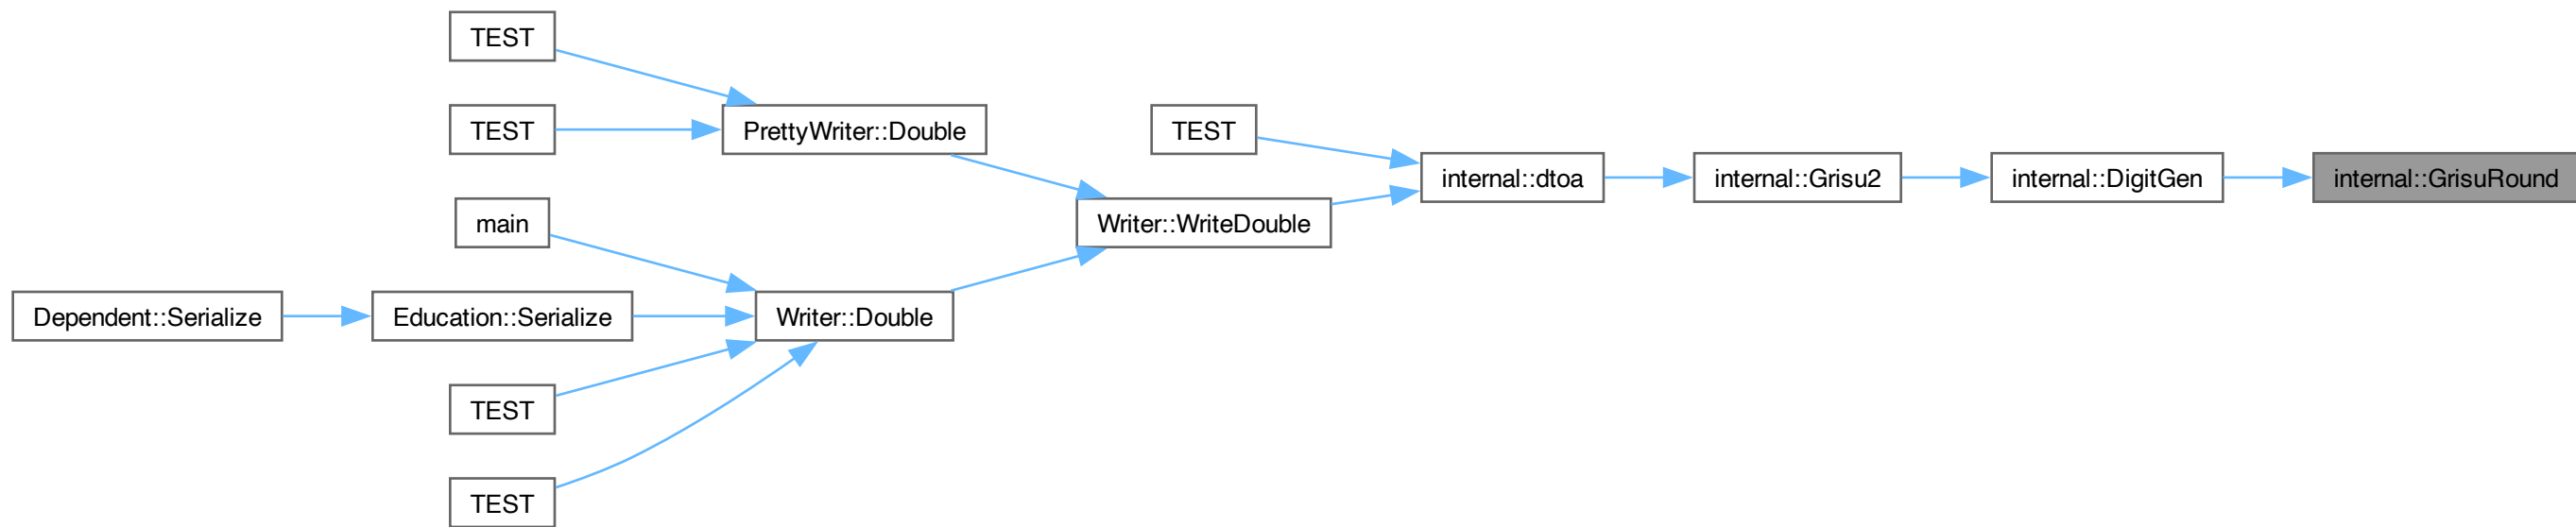 TEST
TEST
PrettyWriter::Double
TEST
internal::dtoa
internal::Grisu2
internal::DigitGen
internal::GrisuRound
main
Writer::WriteDouble
Dependent::Serialize
Education::Serialize
Writer::Double
TEST
TEST